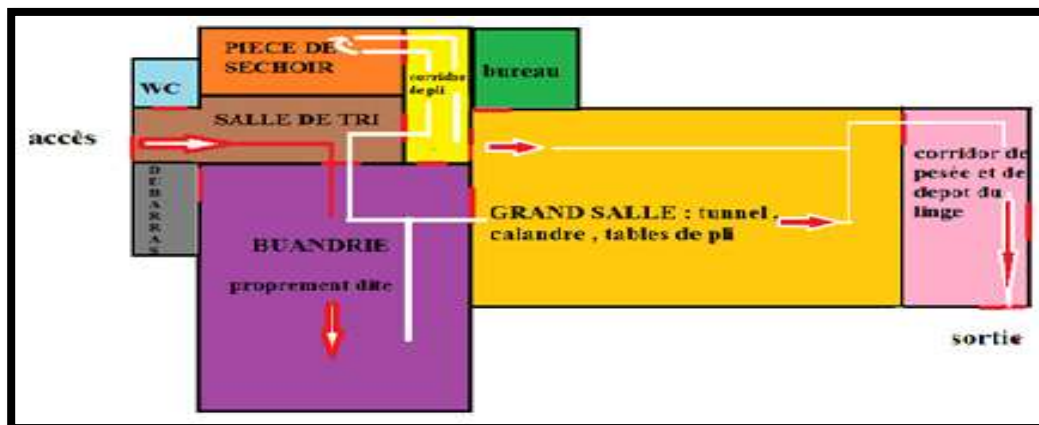 PIECE DE
SECHOIR
corridor
de pli
bureau
WC
SALLE DE TRI
accès
DEBARRAS
corridor de
pesée et de
depot du
linge
GRAND SALLE : tunnel ,
calandre , tables de pli
BUANDRIE
proprement dite
sortie